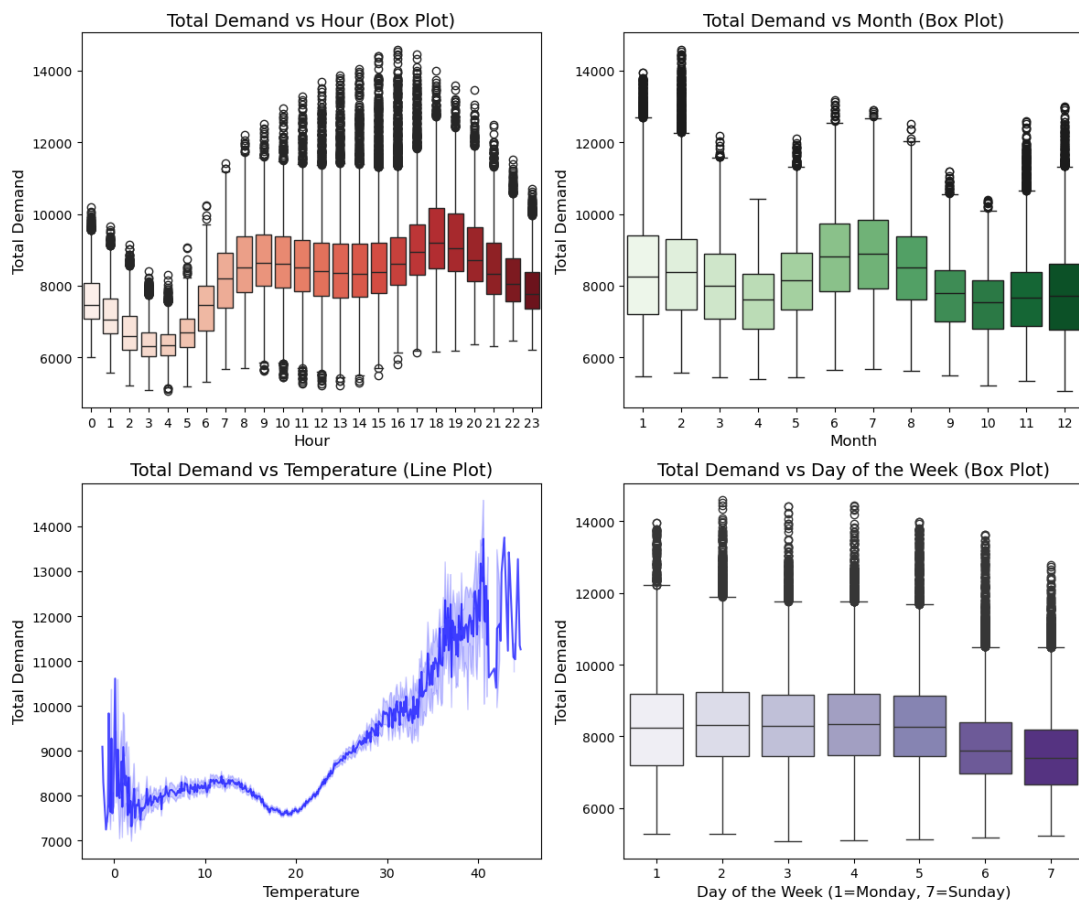 Total Demand vs Hour (Box Plot)
Total Demand
14000
12000
10000
8000
6000
0 1 2 3 4 5 6 7 8 9 10 11 12 13 14 15 16 17 18 19 20 21 22 23
Hour
Total Demand vs Month (Box Plot)
Total Demand
14000
12000
10000
8000
6000
1 2 3 4 5 6 7 8 9 10 11 12
Month
Total Demand vs Temperature (Line Plot)
Total Demand
14000
13000
12000
11000
10000
9000
8000
7000
0 10 20 30 40
Temperature
Total Demand vs Day of the Week (Box Plot)
Total Demand
14000
12000
10000
8000
6000
1 2 3 4 5 6 7
Day of the Week (1=Monday, 7=Sunday)